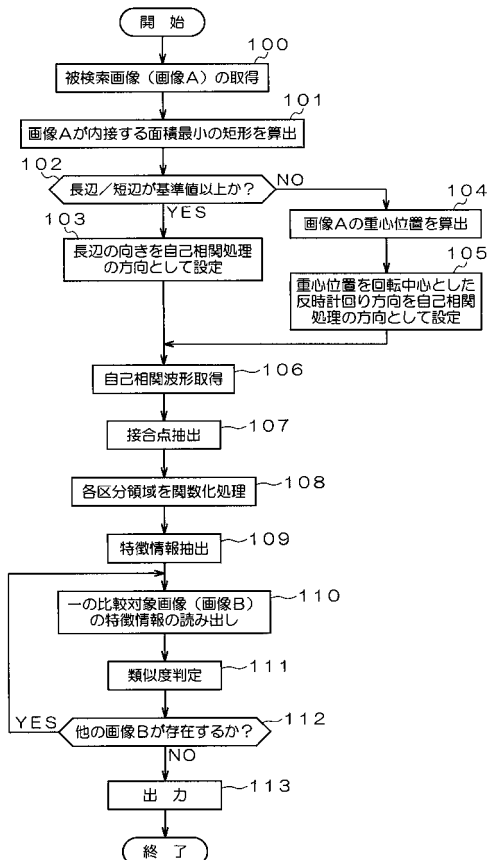 開 始
100
被検索画像（画像A）の取得
101
画像Aが内接する面積最小の矩形を算出
102
長辺／短辺が基準値以上か？
NO
YES
103
長辺の向きを自己相関処理
の方向として設定
104
画像Aの重心位置を算出
105
重心位置を回転中心とした
反時計回り方向を自己相関
処理の方向として設定
自己相関波形取得
106
接合点抽出
107
各区分領域を関数化処理
108
特徴情報抽出
109
一の比較対象画像（画像B）
の特徴情報の読み出し
110
類似度判定
111
YES
他の画像Bが存在するか？
112
NO
出 力
113
終 了